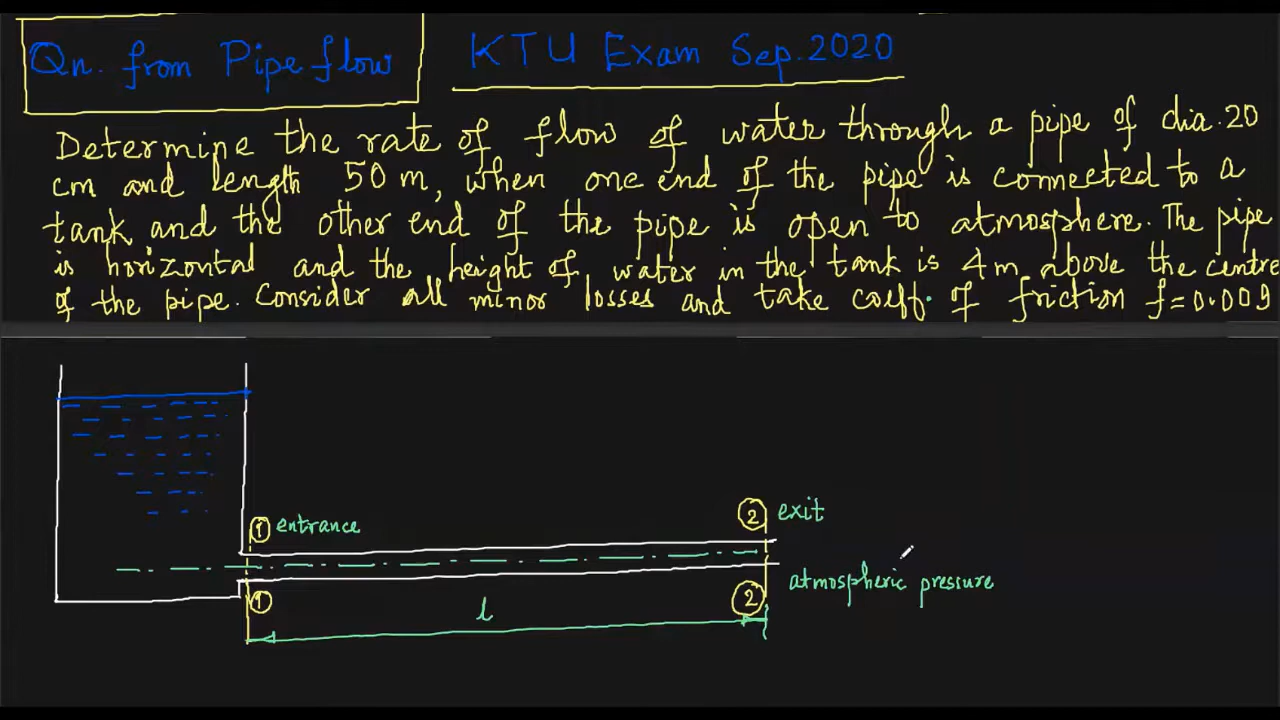 Qn. from Pipe flow
KTU Exam Sep. 2020
Determine the rate of flow of water through a pipe of dia. 20
cm and length 50 m, when one end of the pipe is connected to a
tank and the other end of the pipe is open to atmosphere. The pipe
is horizontal and the height of water in the tank is 4m above the centre
of the pipe. Consider all minor losses and take coeff. of friction f = 0.009
① entrance
② exit
atmospheric pressure
① ②
l